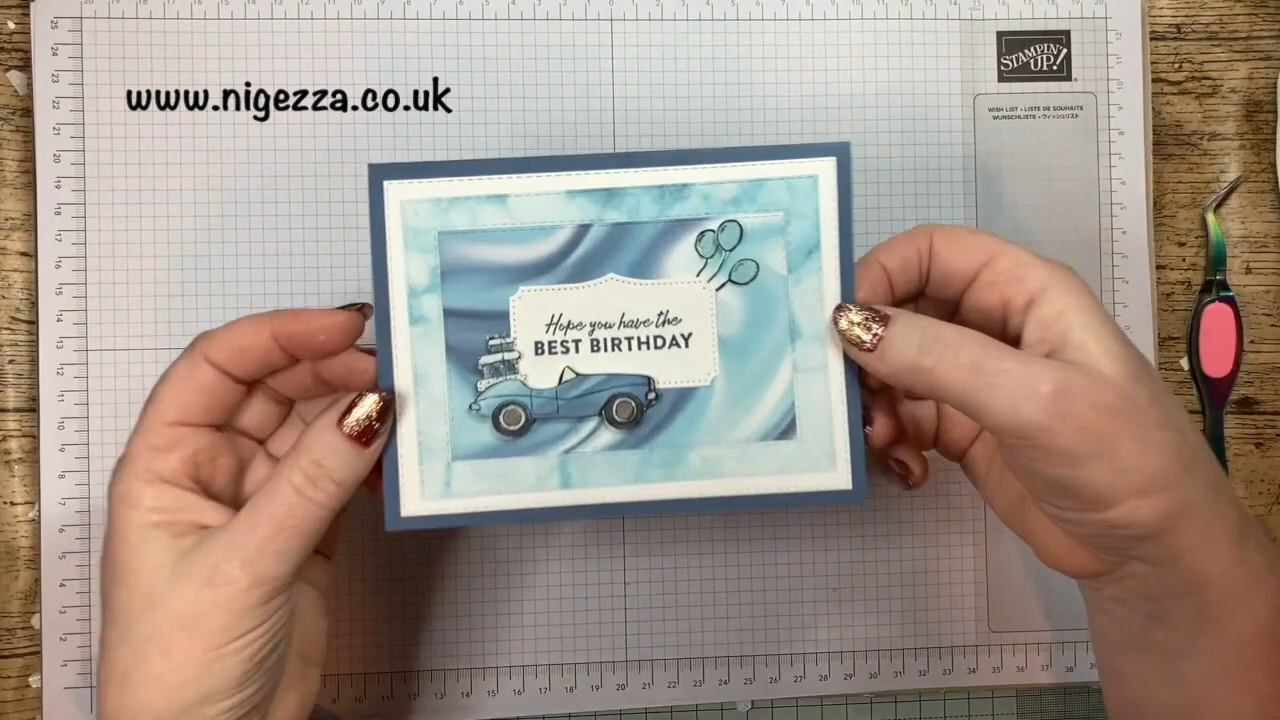 www.nigezza.co.uk
STAMPIN' UP!
WISH LIST • LISTE DE SOUHAITS
WUNSCHLISTE • ウィッシュリスト
Hope you have the
BEST BIRTHDAY